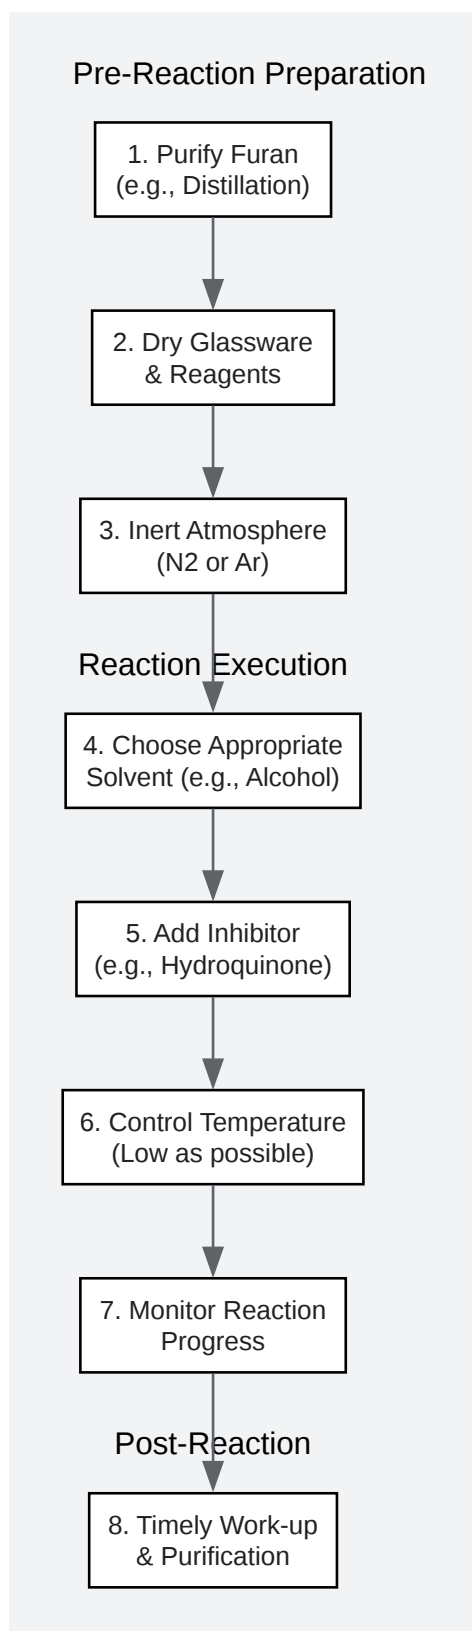 Pre-Reaction Preparation
1. Purify Furan
(e.g., Distillation)
2. Dry Glassware
& Reagents
3. Inert Atmosphere
(N2 or Ar)
Reaction Execution
4. Choose Appropriate
Solvent (e.g., Alcohol)
5. Add Inhibitor
(e.g., Hydroquinone)
6. Control Temperature
(Low as possible)
7. Monitor Reaction
Progress
Post-Reaction
8. Timely Work-up
& Purification